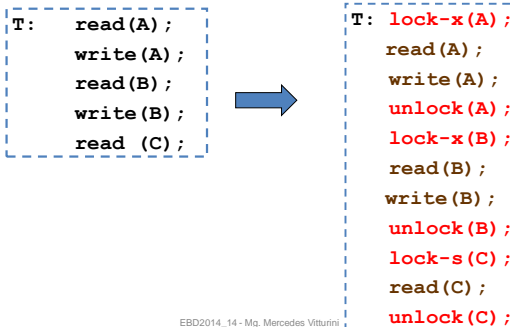 T: read(A);
write(A);
read(B);
write(B);
read (C);
T: lock-x(A);
read(A);
write(A);
unlock(A);
lock-x(B);
read(B);
write(B);
unlock(B);
lock-s(C);
read(C);
unlock(C);
EBD2014_14 - Mg. Mercedes Vitturini